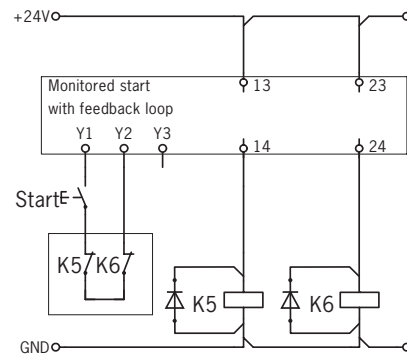 +24V
Monitored start
with feedback loop
13
23
Y1 Y2 Y3
14
24
Start
K5 K6
K5
K6
GND